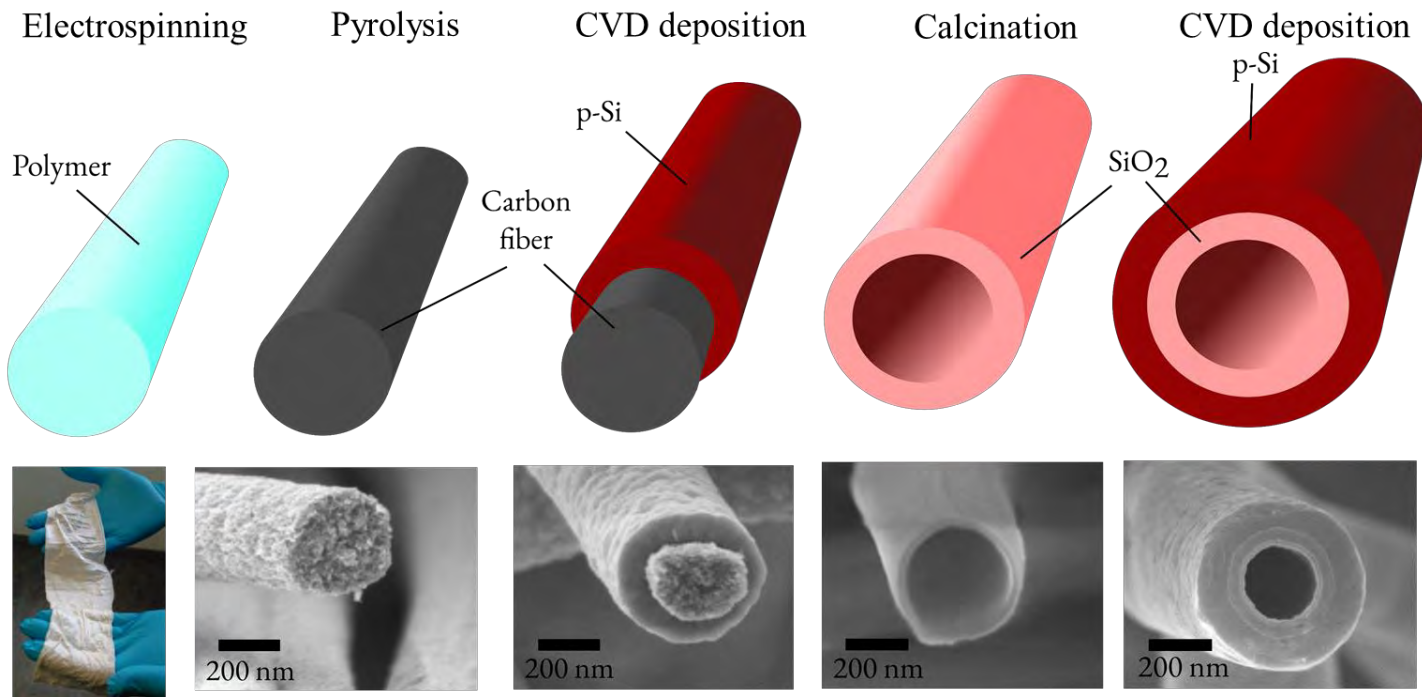 Electrospinning
Pyrolysis
CVD deposition
Calcination
CVD deposition
Polymer
Carbon
fiber
p-Si
SiO2
p-Si
200 nm
200 nm
200 nm
200 nm